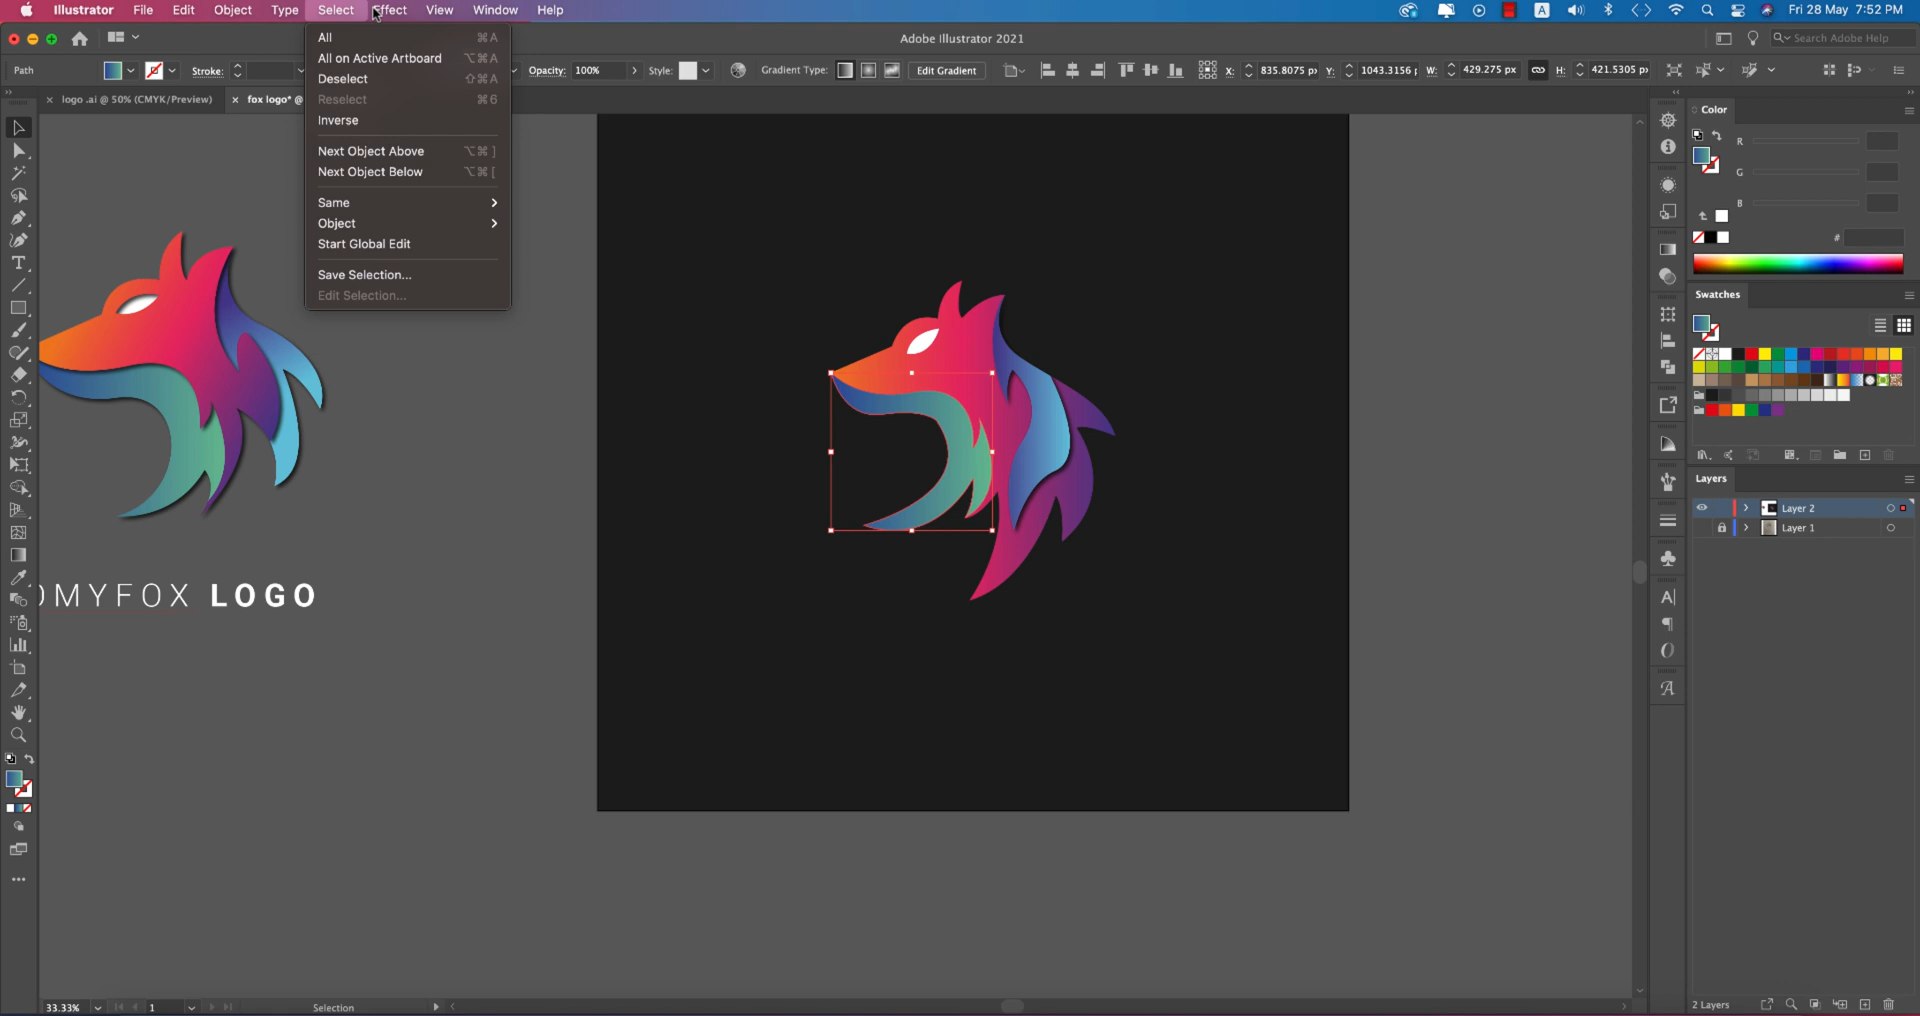 Illustrator File Edit Object Type Select Effect View Window Help
A
Fri 28 May 7:52 PM
Adobe Illustrator 2021
Search Adobe Help
Path
Stroke:
Opacity: 100%
Style:
Gradient Type:
Edit Gradient
X: 835.8075 px
Y: 1043.3156
W: 429.275 px
H: 421.5305 px
× logo .ai @ 50% (CMYK/Preview)
× fox logo* @
All ⌘A
All on Active Artboard ⌥⌘A
Deselect ⇧⌘A
Reselect ⌘6
Inverse
Next Object Above ⌥⌘]
Next Object Below ⌥⌘[
Same
Object
Start Global Edit
Save Selection...
Edit Selection...
OMYFOX LOGO
Color
R
G
B
#
Swatches
Layers
Layer 2
Layer 1
2 Layers
33.33%
1
Selection